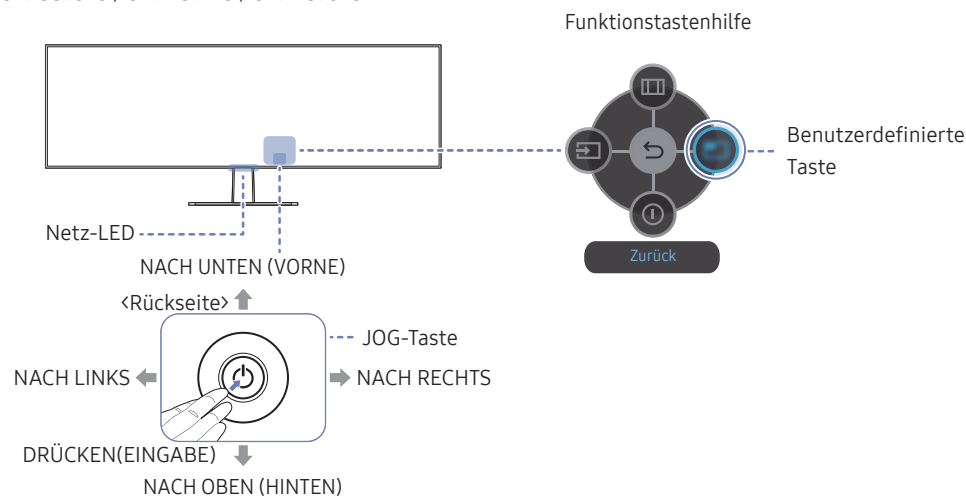 Funktionstastenhilfe
Benutzerdefinierte
Taste
Zurück
Netz-LED
NACH UNTEN (VORNE)
<Rückseite>
JOG-Taste
NACH LINKS
NACH RECHTS
DRÜCKEN(EINGABE)
NACH OBEN (HINTEN)